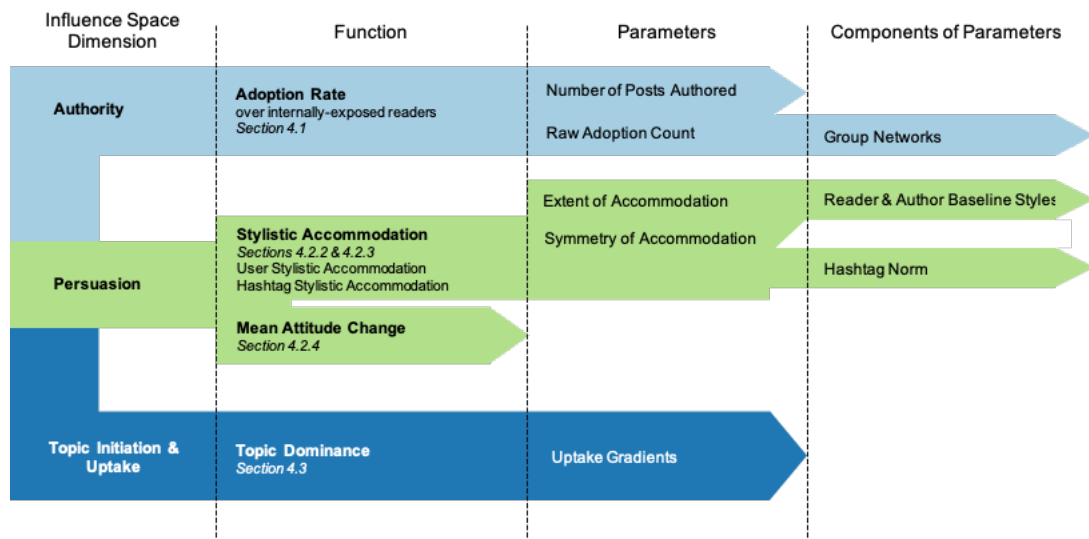 Influence Space
Dimension
Function
Parameters
Components of Parameters
Authority
Adoption Rate
over internally-exposed readers
Section 4.1
Number of Posts Authored
Raw Adoption Count
Group Networks
Persuasion
Stylistic Accommodation
Sections 4.2.2 & 4.2.3
User Stylistic Accommodation
Hashtag Stylistic Accommodation
Extent of Accommodation
Symmetry of Accommodation
Reader & Author Baseline Styles
Hashtag Norm
Mean Attitude Change
Section 4.2.4
Topic Initiation &
Uptake
Topic Dominance
Section 4.3
Uptake Gradients